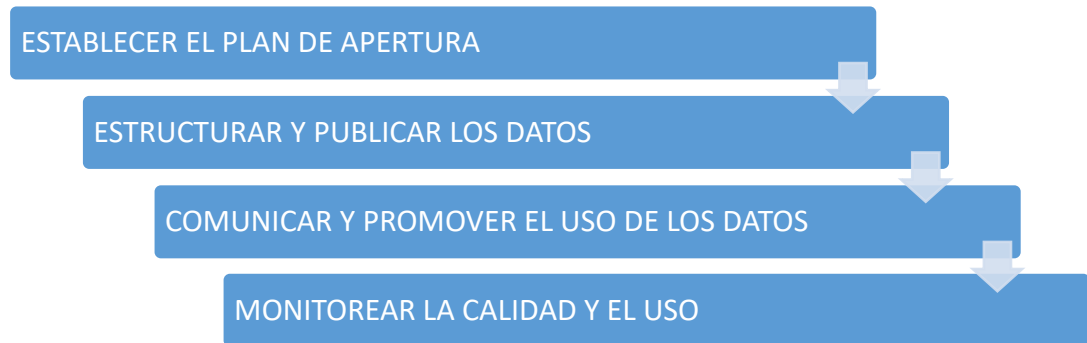 ESTABLECER EL PLAN DE APERTURA
ESTRUCTURAR Y PUBLICAR LOS DATOS
COMUNICAR Y PROMOVER EL USO DE LOS DATOS
MONITOREAR LA CALIDAD Y EL USO